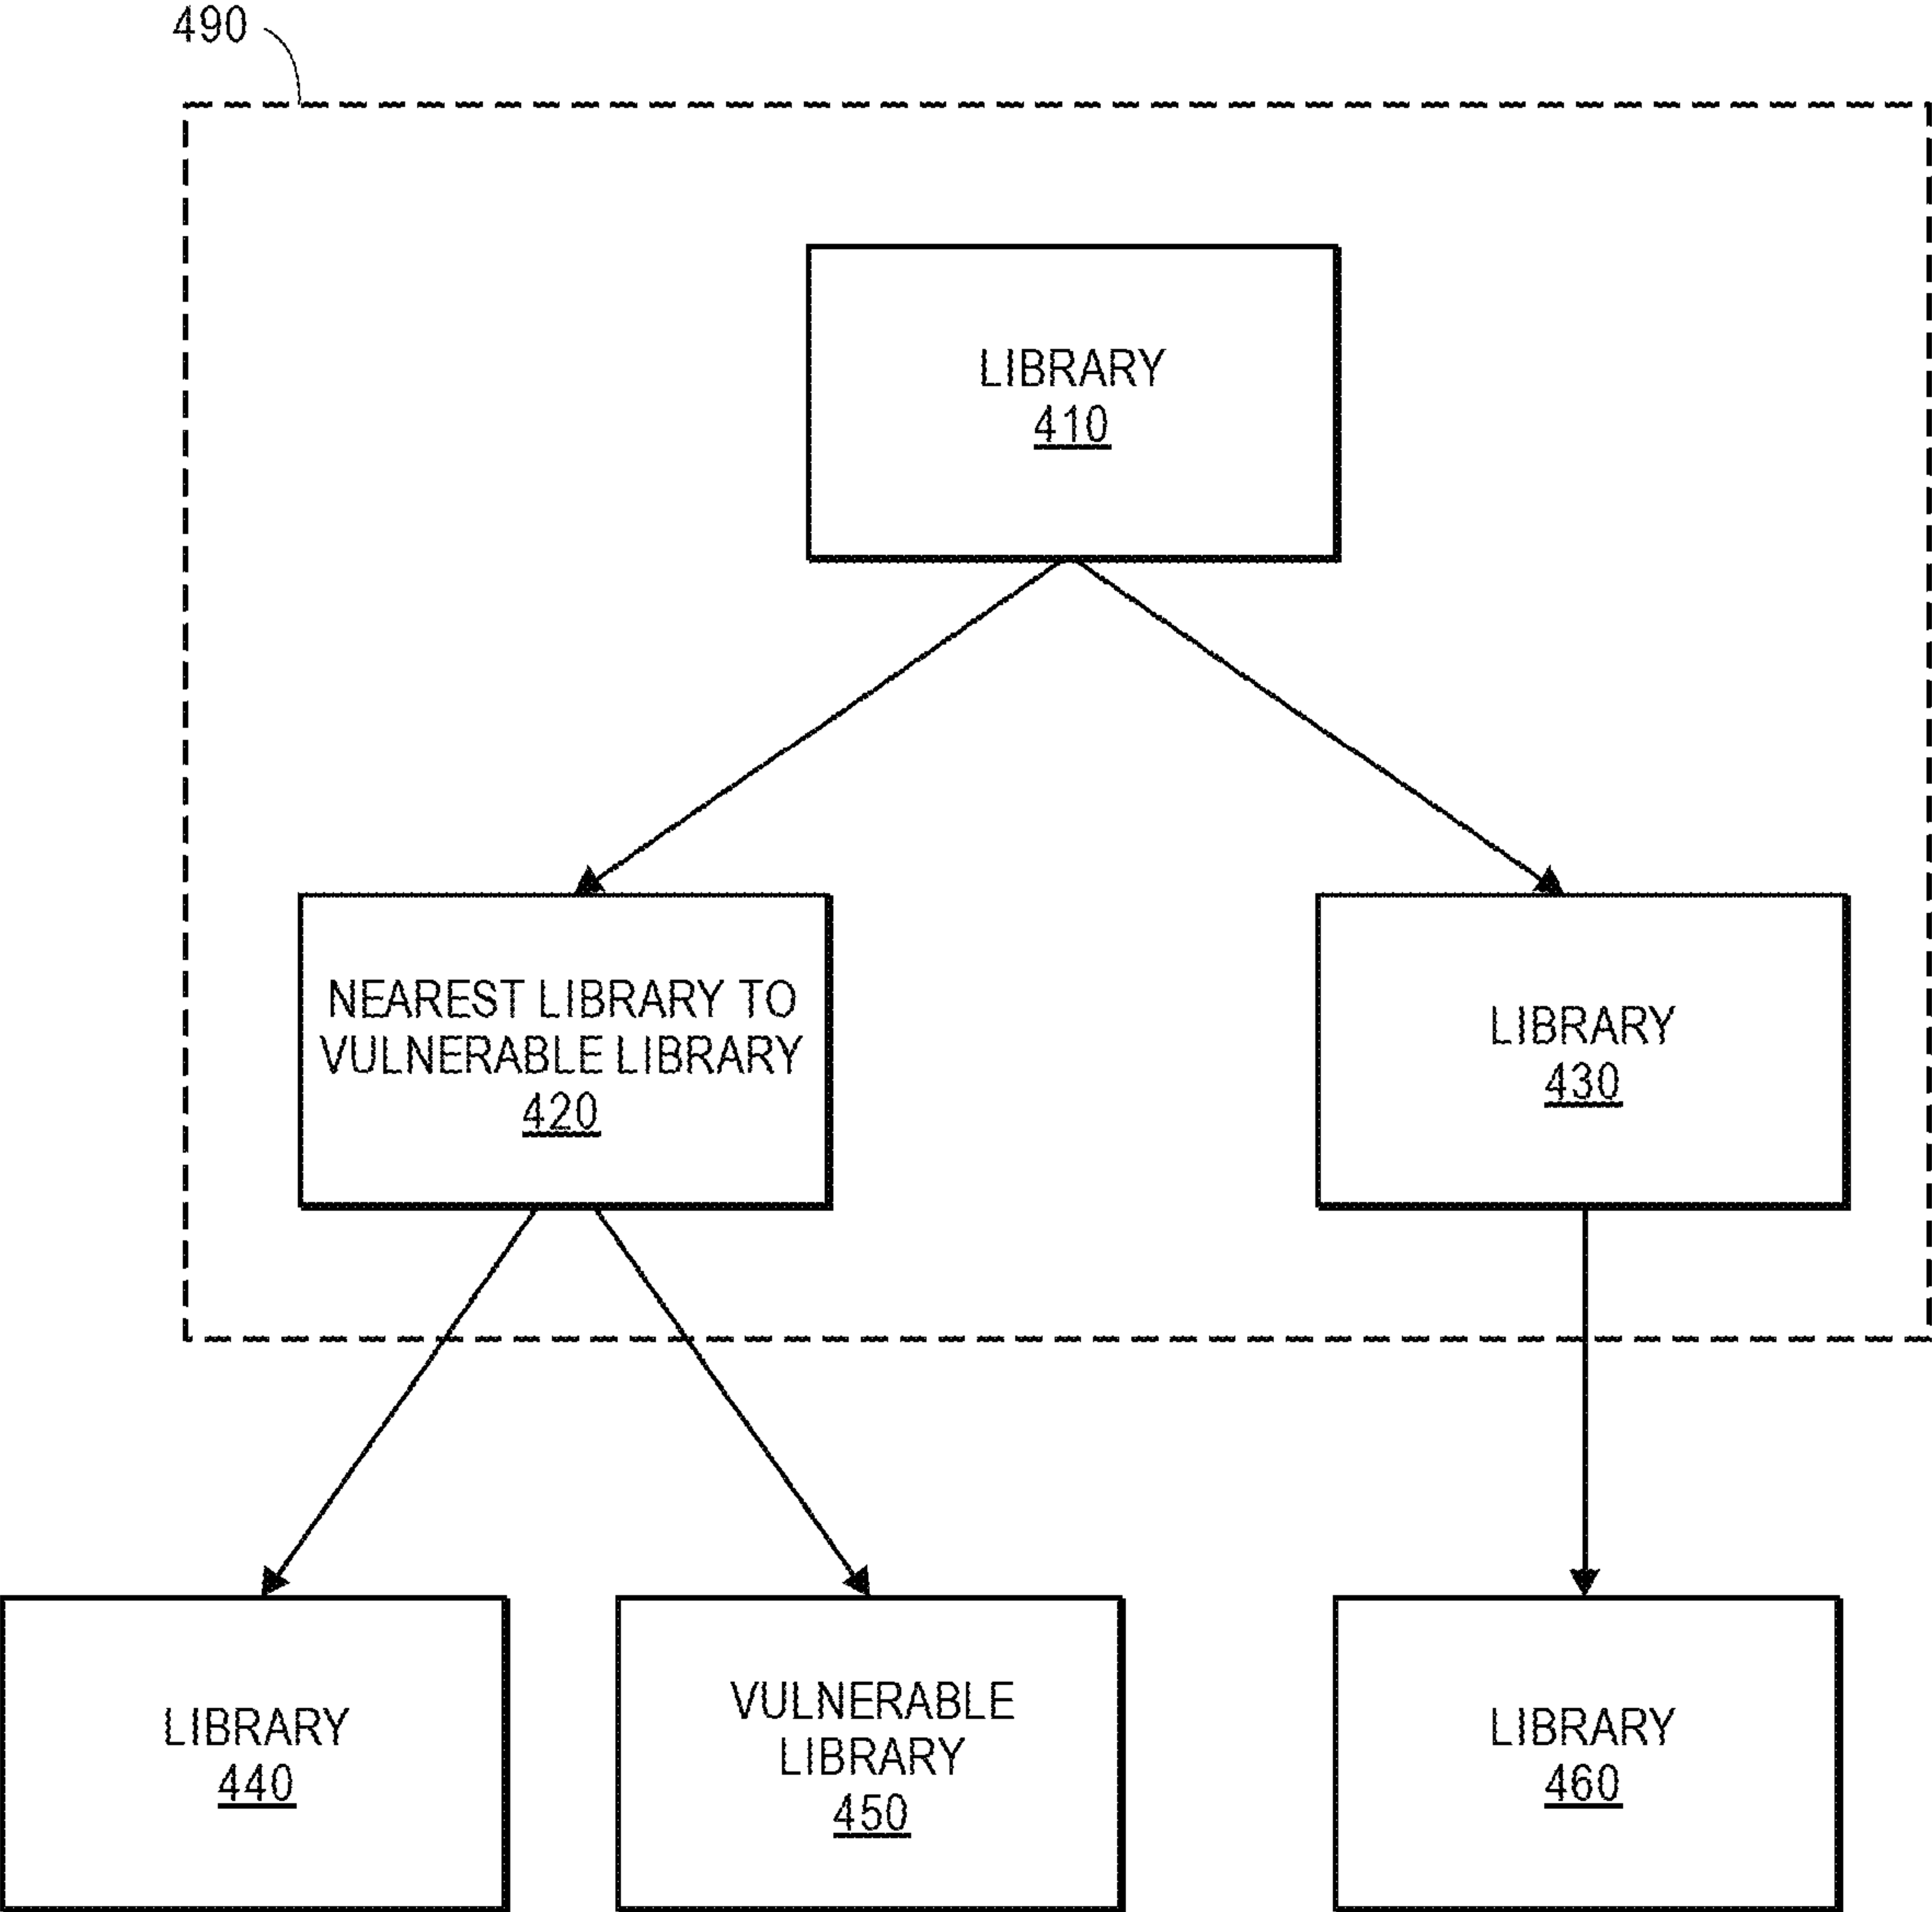 490
LIBRARY
410
NEAREST LIBRARY TO
VULNERABLE LIBRARY
420
LIBRARY
430
LIBRARY
440
VULNERABLE
LIBRARY
450
LIBRARY
460